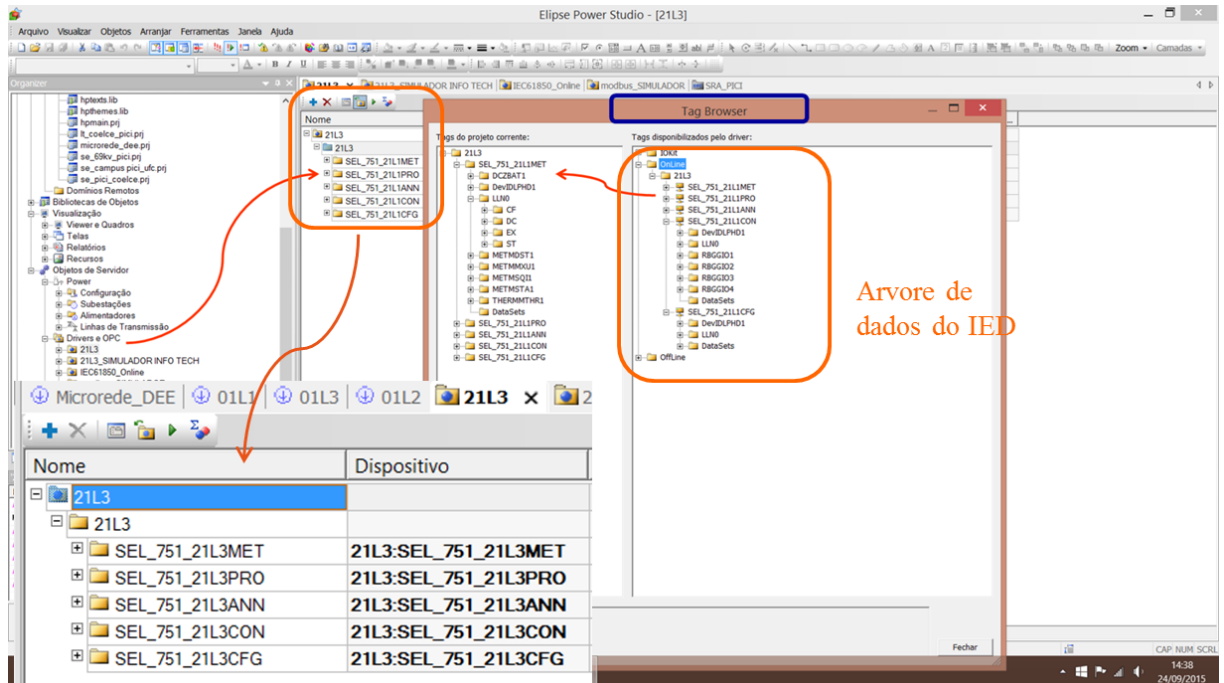 Elipse Power Studio - [21L3]
Arquivo Visualizar Objetos Arranjar Ferramentas Janela Ajuda
Zoom
Camadas
Organizer
hptexts.lib
hpthemes.lib
hpmain.prj
lt_coelce_pici.prj
microrede_dee.prj
se_69kv_pici.prj
se_campus pici_ufc.prj
se_pici_coelce.prj
Domínios Remotos
Bibliotecas de Objetos
Visualização
Viewer e Quadros
Telas
Relatórios
Recursos
Objetos de Servidor
Power
Configuração
Subestações
Alimentadores
Linhas de Transmissão
Drivers e OPC
21L3
21L3_SIMULADOR INFO TECH
IEC61850_Online
21L3
21L3_SIMULADOR INFO TECH
IEC61850_Online
modbus_SIMULADOR
SRA_PICI
Nome
21L3
21L3
SEL_751_21L1MET
SEL_751_21L1PRO
SEL_751_21L1ANN
SEL_751_21L1CON
SEL_751_21L1CFG
Tag Browser
Tags do projeto corrente:
21L3
SEL_751_21L1MET
DCZBAT1
DevIDLPHD1
LLN0
CF
DC
EX
ST
METMDST1
METMMXU1
METMSQI1
METMSTA1
THERMMTHR1
DataSets
SEL_751_21L1PRO
SEL_751_21L1ANN
SEL_751_21L1CON
SEL_751_21L1CFG
Tags disponibilizados pelo driver:
IOKit
OnLine
21L3
SEL_751_21L1MET
SEL_751_21L1PRO
SEL_751_21L1ANN
SEL_751_21L1CON
DevIDLPHD1
LLN0
RBGGIO1
RBGGIO2
RBGGIO3
RBGGIO4
DataSets
SEL_751_21L1CFG
DevIDLPHD1
LLN0
DataSets
OffLine
Arvore de
dados do IED
Microrede_DEE 01L1 01L3 01L2 21L3
Nome Dispositivo
21L3
21L3
SEL_751_21L3MET 21L3:SEL_751_21L3MET
SEL_751_21L3PRO 21L3:SEL_751_21L3PRO
SEL_751_21L3ANN 21L3:SEL_751_21L3ANN
SEL_751_21L3CON 21L3:SEL_751_21L3CON
SEL_751_21L3CFG 21L3:SEL_751_21L3CFG
Fechar
CAP NUM SCRL
14:38
24/09/2015